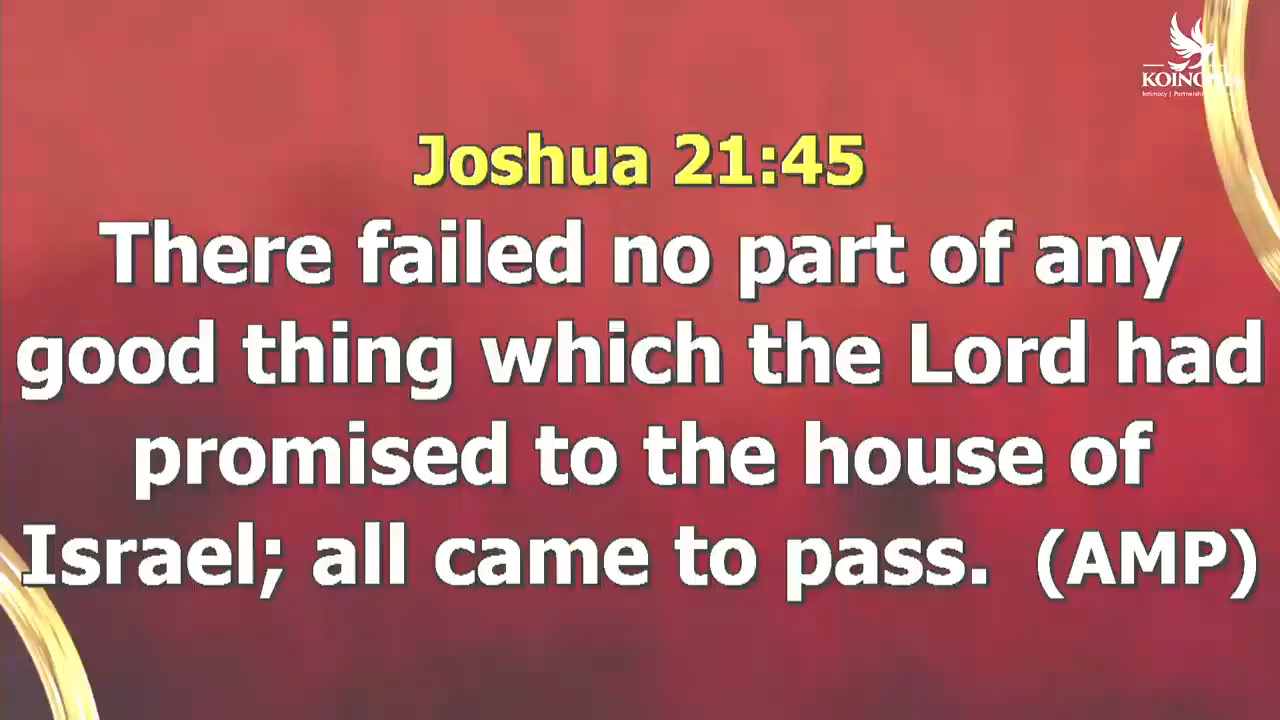 Joshua 21:45
There failed no part of any
good thing which the Lord had
promised to the house of
Israel; all came to pass. (AMP)
Intimacy